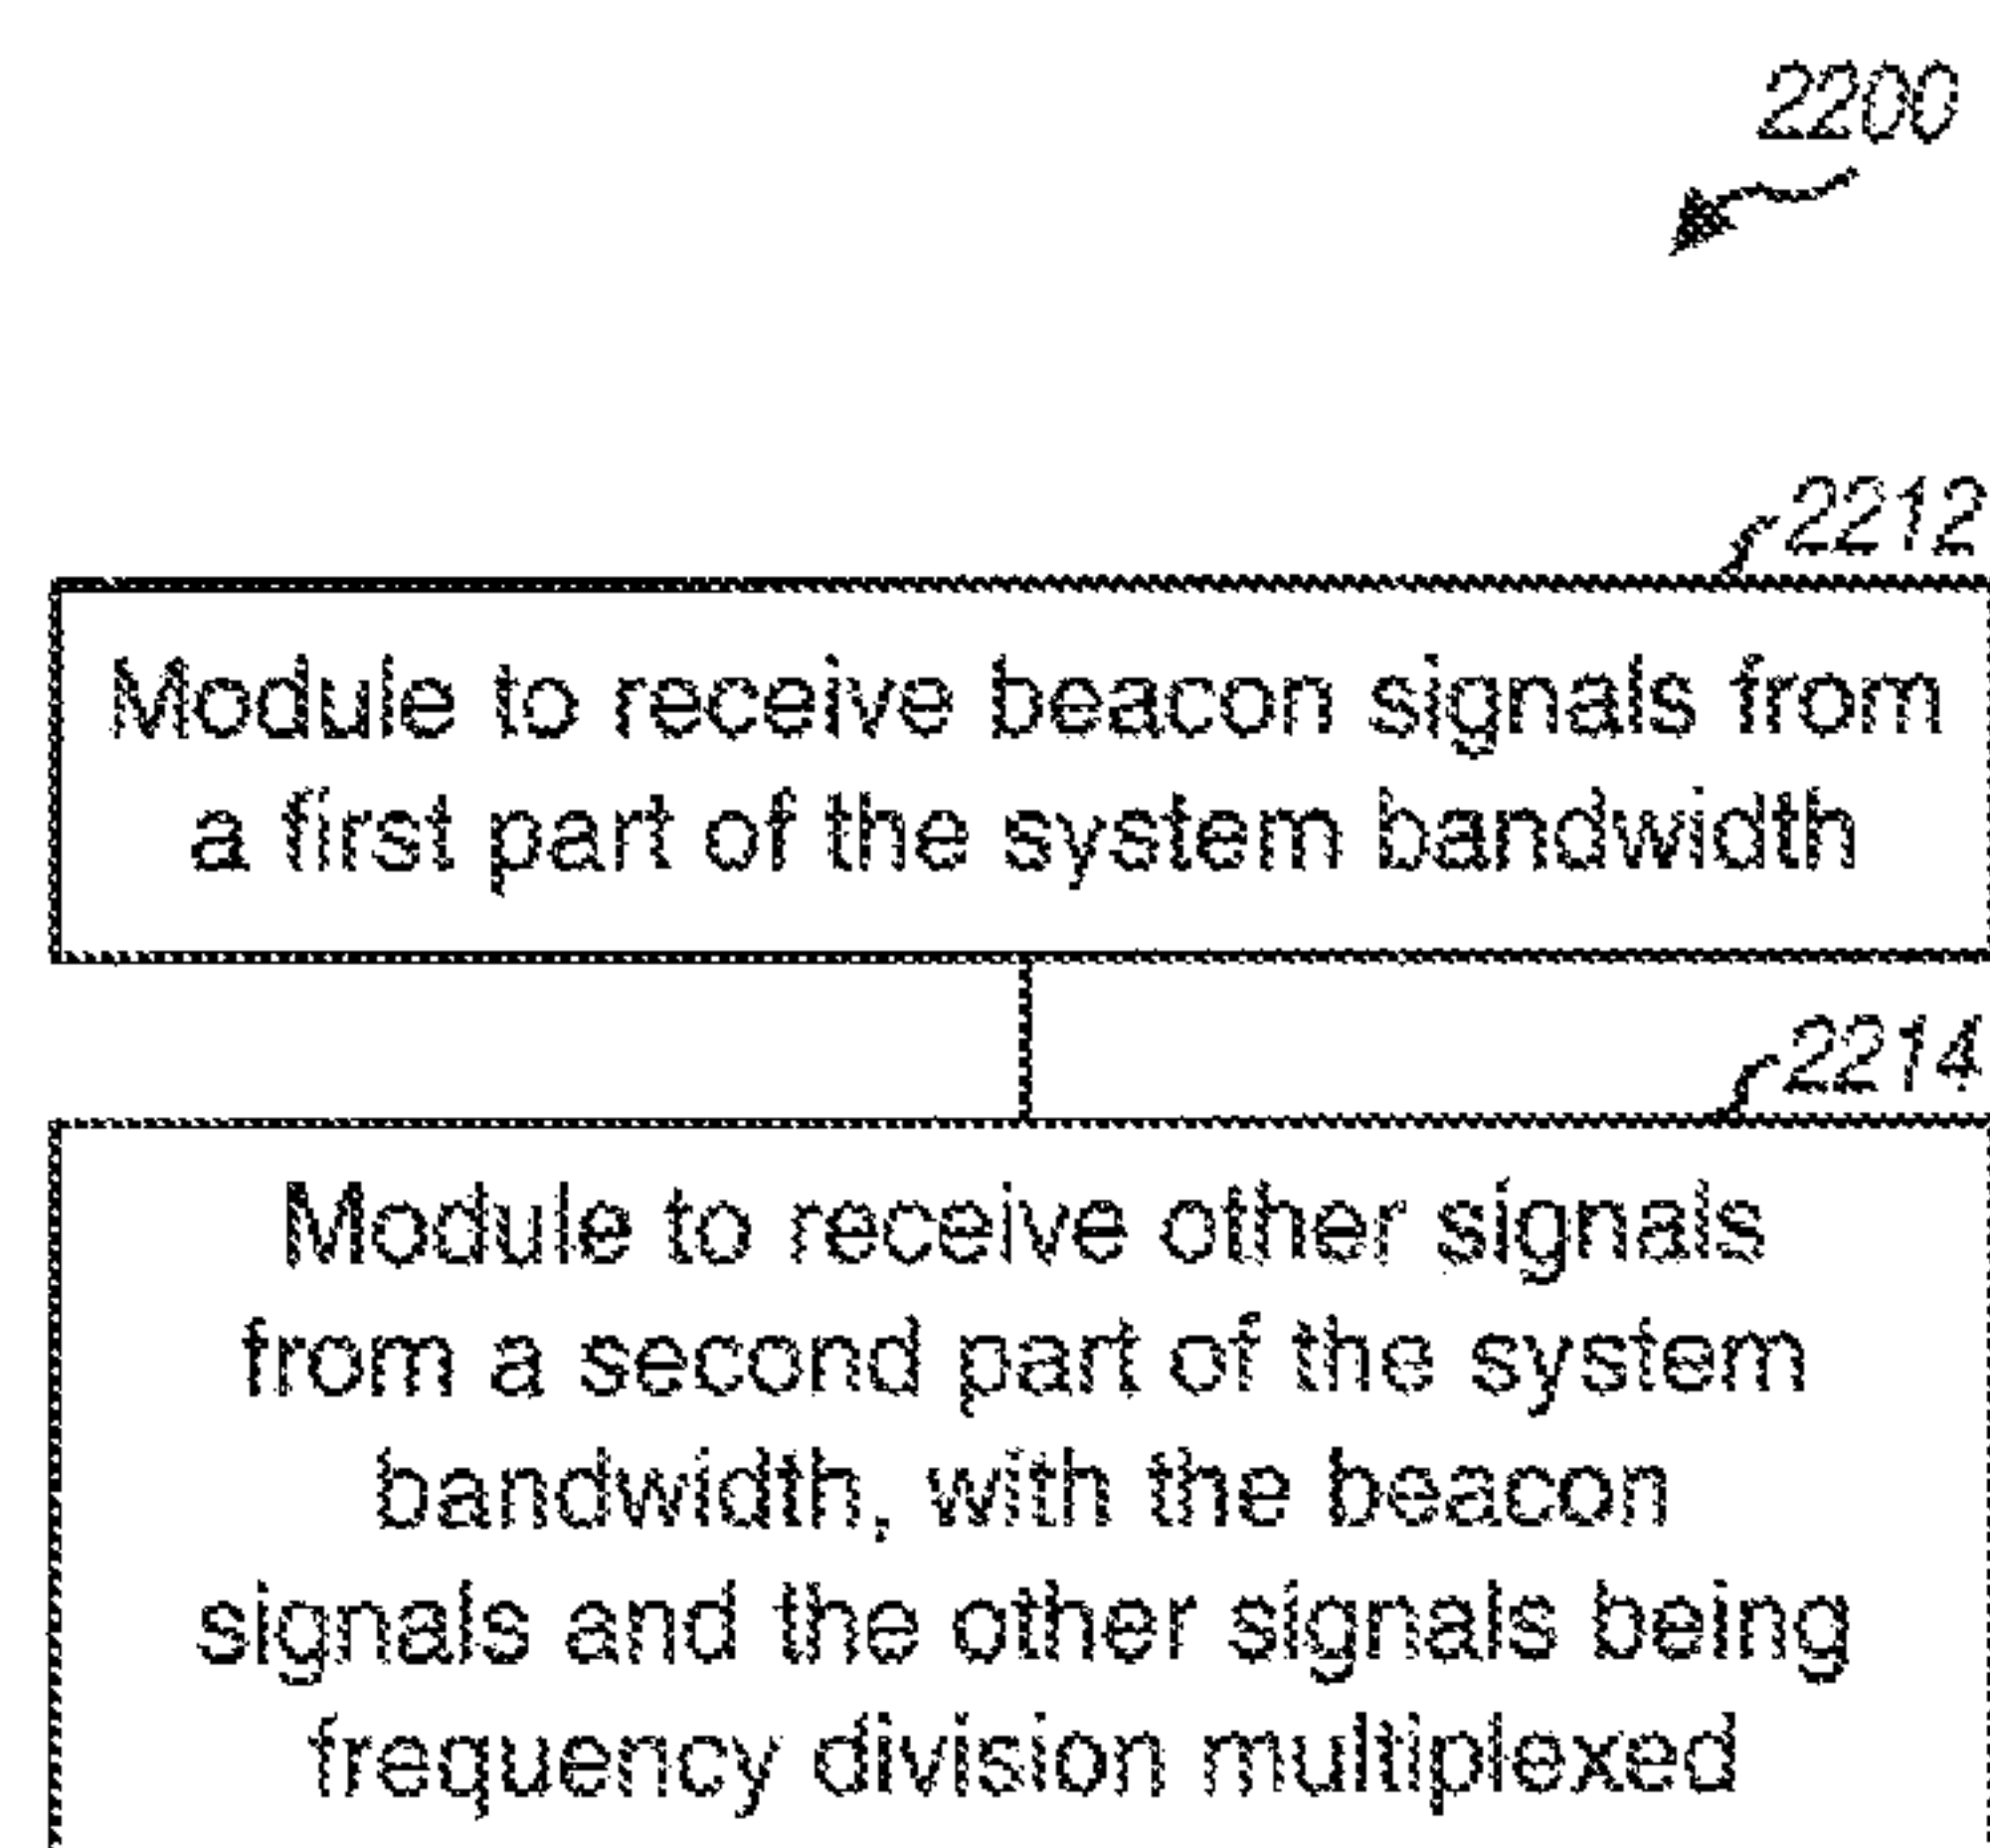 2200
2212
Module to receive beacon signals from
a first part of the system bandwidth
2214
Module to receive other signals
from a second part of the system
bandwidth, with the beacon
signals and the other signals being
frequency division multiplexed